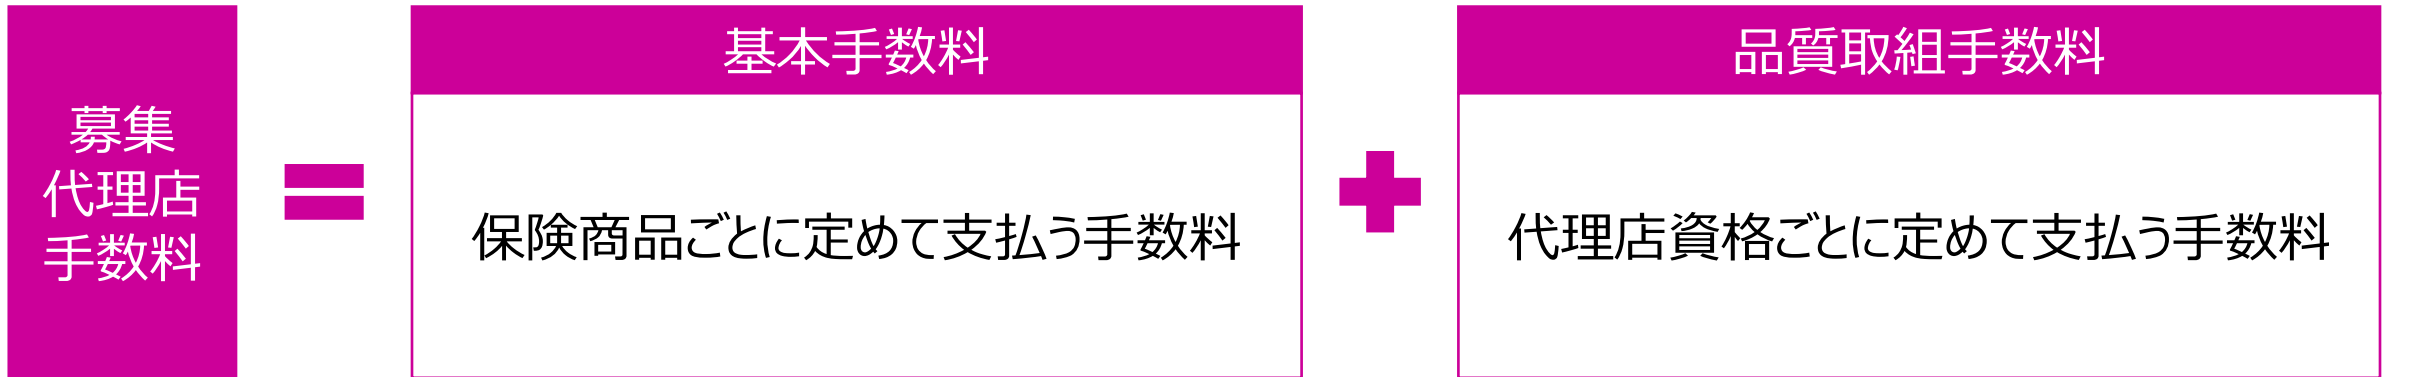 募集
代理店
手数料
=
基本手数料
保険商品ごとに定めて支払う手数料
+
品質取組手数料
代理店資格ごとに定めて支払う手数料